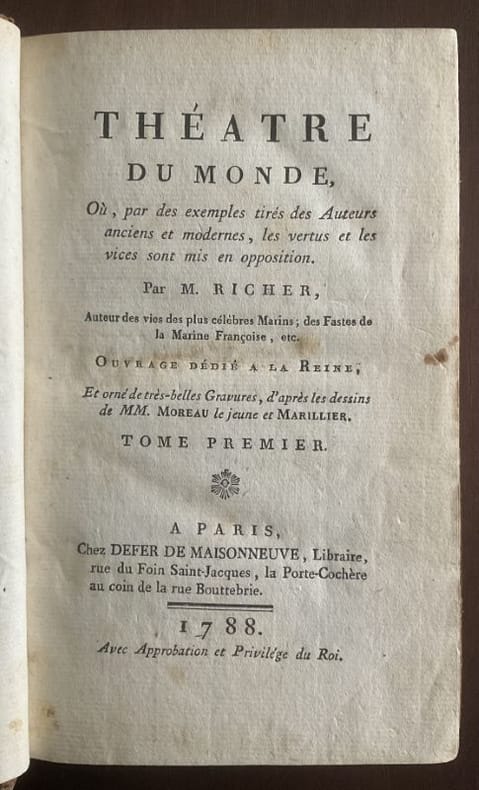 THÉATRE
DU MONDE,
Où, par des exemples tirés des Auteurs
anciens et modernes, les vertus et les
vices sont mis en opposition.
Par M. RICHER,
Auteur des vies des plus célèbres Marins; des Fastes de
la Marine Françoise, etc.
OUVRAGE DÉDIÉ A LA REINE,
Et orné de très-belles Gravures, d'après les dessins
de MM. MOREAU le jeune et MARILLIER.
TOME PREMIER.
A PARIS,
Chez DEFER DE MAISONNEUVE, Libraire,
rue du Foin Saint-Jacques, la Porte-Cochère
au coin de la rue Bouttebrie.
1788.
Avec Approbation et Privilége du Roi.